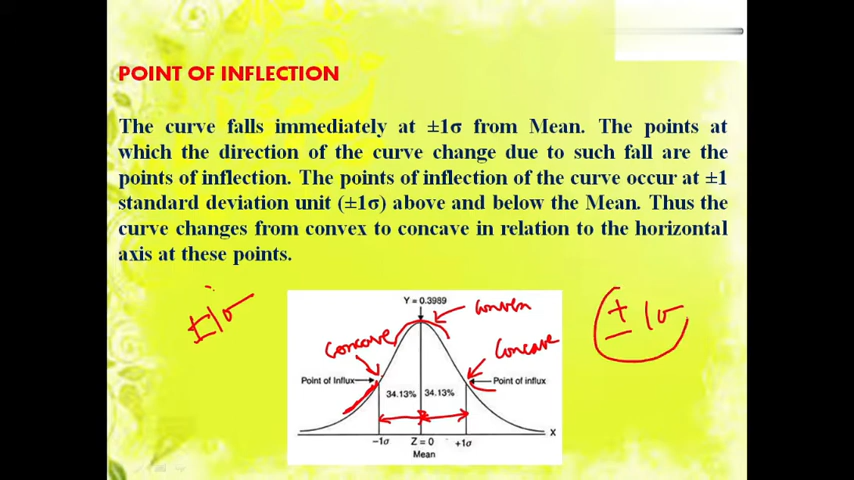 POINT OF INFLECTION
The curve falls immediately at ±1σ from Mean. The points at
which the direction of the curve change due to such fall are the
points of inflection. The points of inflection of the curve occur at ±1
standard deviation unit (±1σ) above and below the Mean. Thus the
curve changes from convex to concave in relation to the horizontal
axis at these points.
±1σ
Y = 0.3989
convex
± 1σ
concave
concave
Point of Influx
Point of influx
34.13%
34.13%
X
−1σ
Z = 0
+1σ
Mean